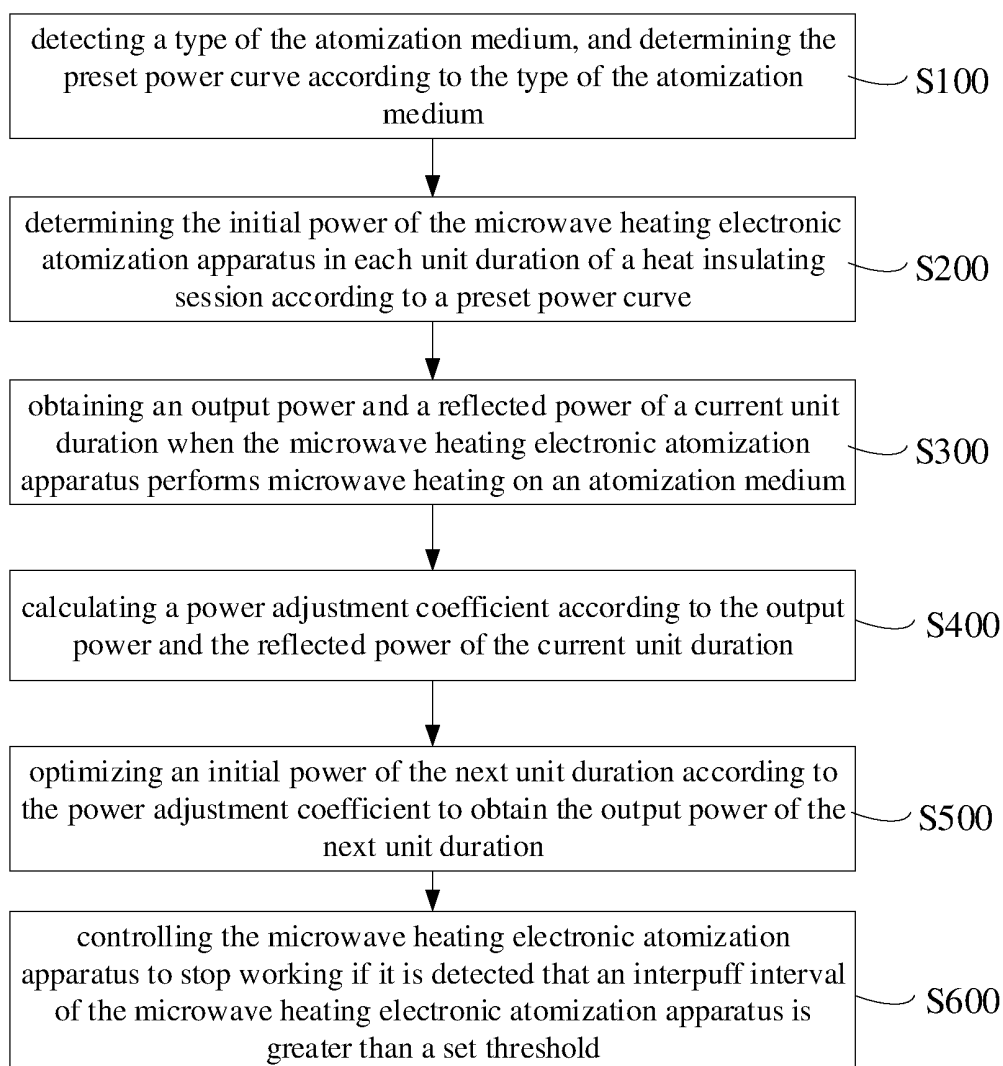 detecting a type of the atomization medium, and determining the
preset power curve according to the type of the atomization
medium
S100
determining the initial power of the microwave heating electronic
atomization apparatus in each unit duration of a heat insulating
session according to a preset power curve
S200
obtaining an output power and a reflected power of a current unit
duration when the microwave heating electronic atomization
apparatus performs microwave heating on an atomization medium
S300
calculating a power adjustment coefficient according to the output
power and the reflected power of the current unit duration
S400
optimizing an initial power of the next unit duration according to
the power adjustment coefficient to obtain the output power of the
next unit duration
S500
controlling the microwave heating electronic atomization
apparatus to stop working if it is detected that an interpuff interval
of the microwave heating electronic atomization apparatus is
greater than a set threshold
S600